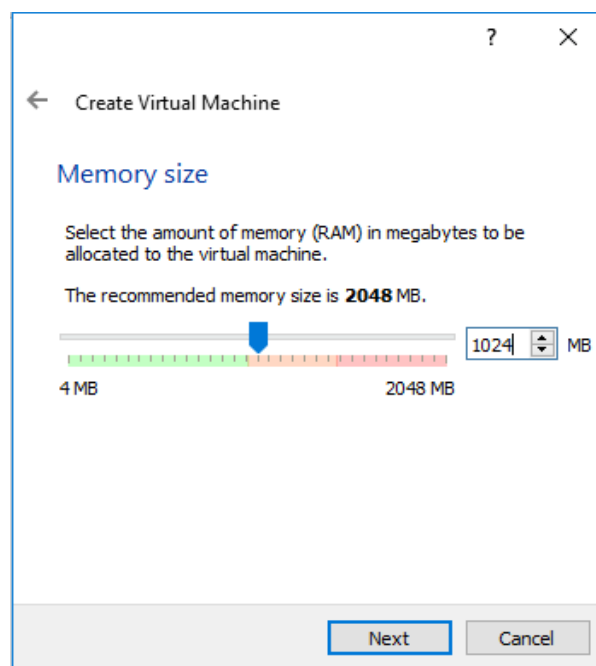 ?
Create Virtual Machine
Memory size
Select the amount of memory (RAM) in megabytes to be
allocated to the virtual machine.
The recommended memory size is 2048 MB.
1024 MB
4 MB 2048 MB
Next Cancel